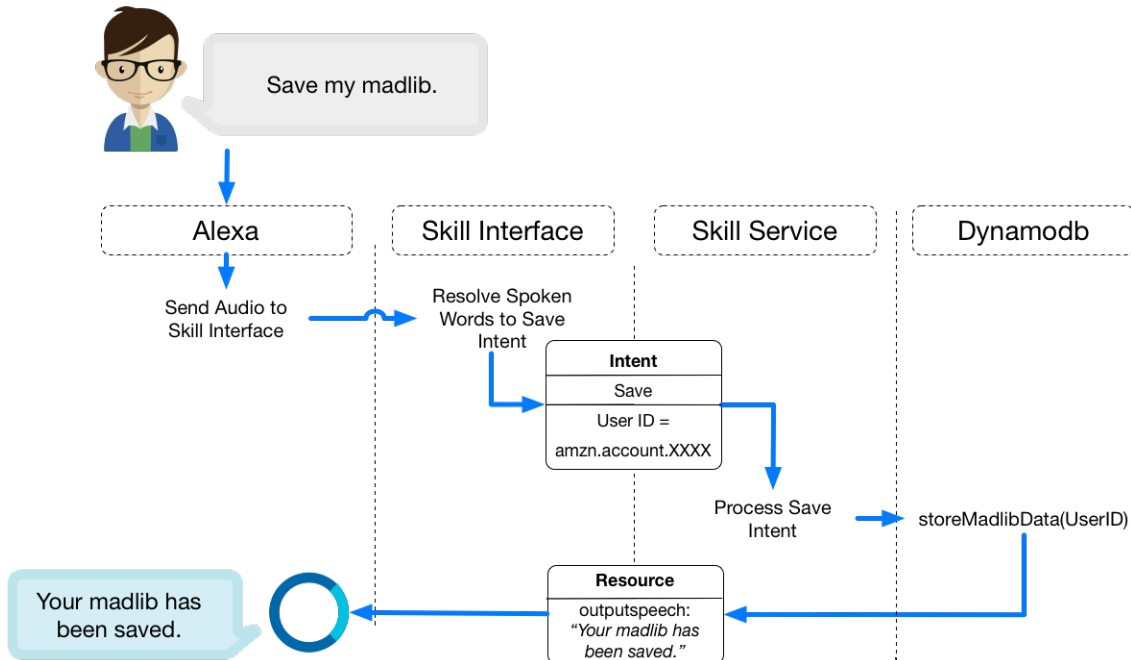 Save my madlib.
Alexa
Skill Interface
Skill Service
Dynamodb
Send Audio to
Skill Interface
Resolve Spoken
Words to Save
Intent
Intent
Save
User ID =
amzn.account.XXXX
Process Save
Intent
storeMadlibData(UserID)
Resource
outputspeech:
“Your madlib has
been saved.”
Your madlib has
been saved.